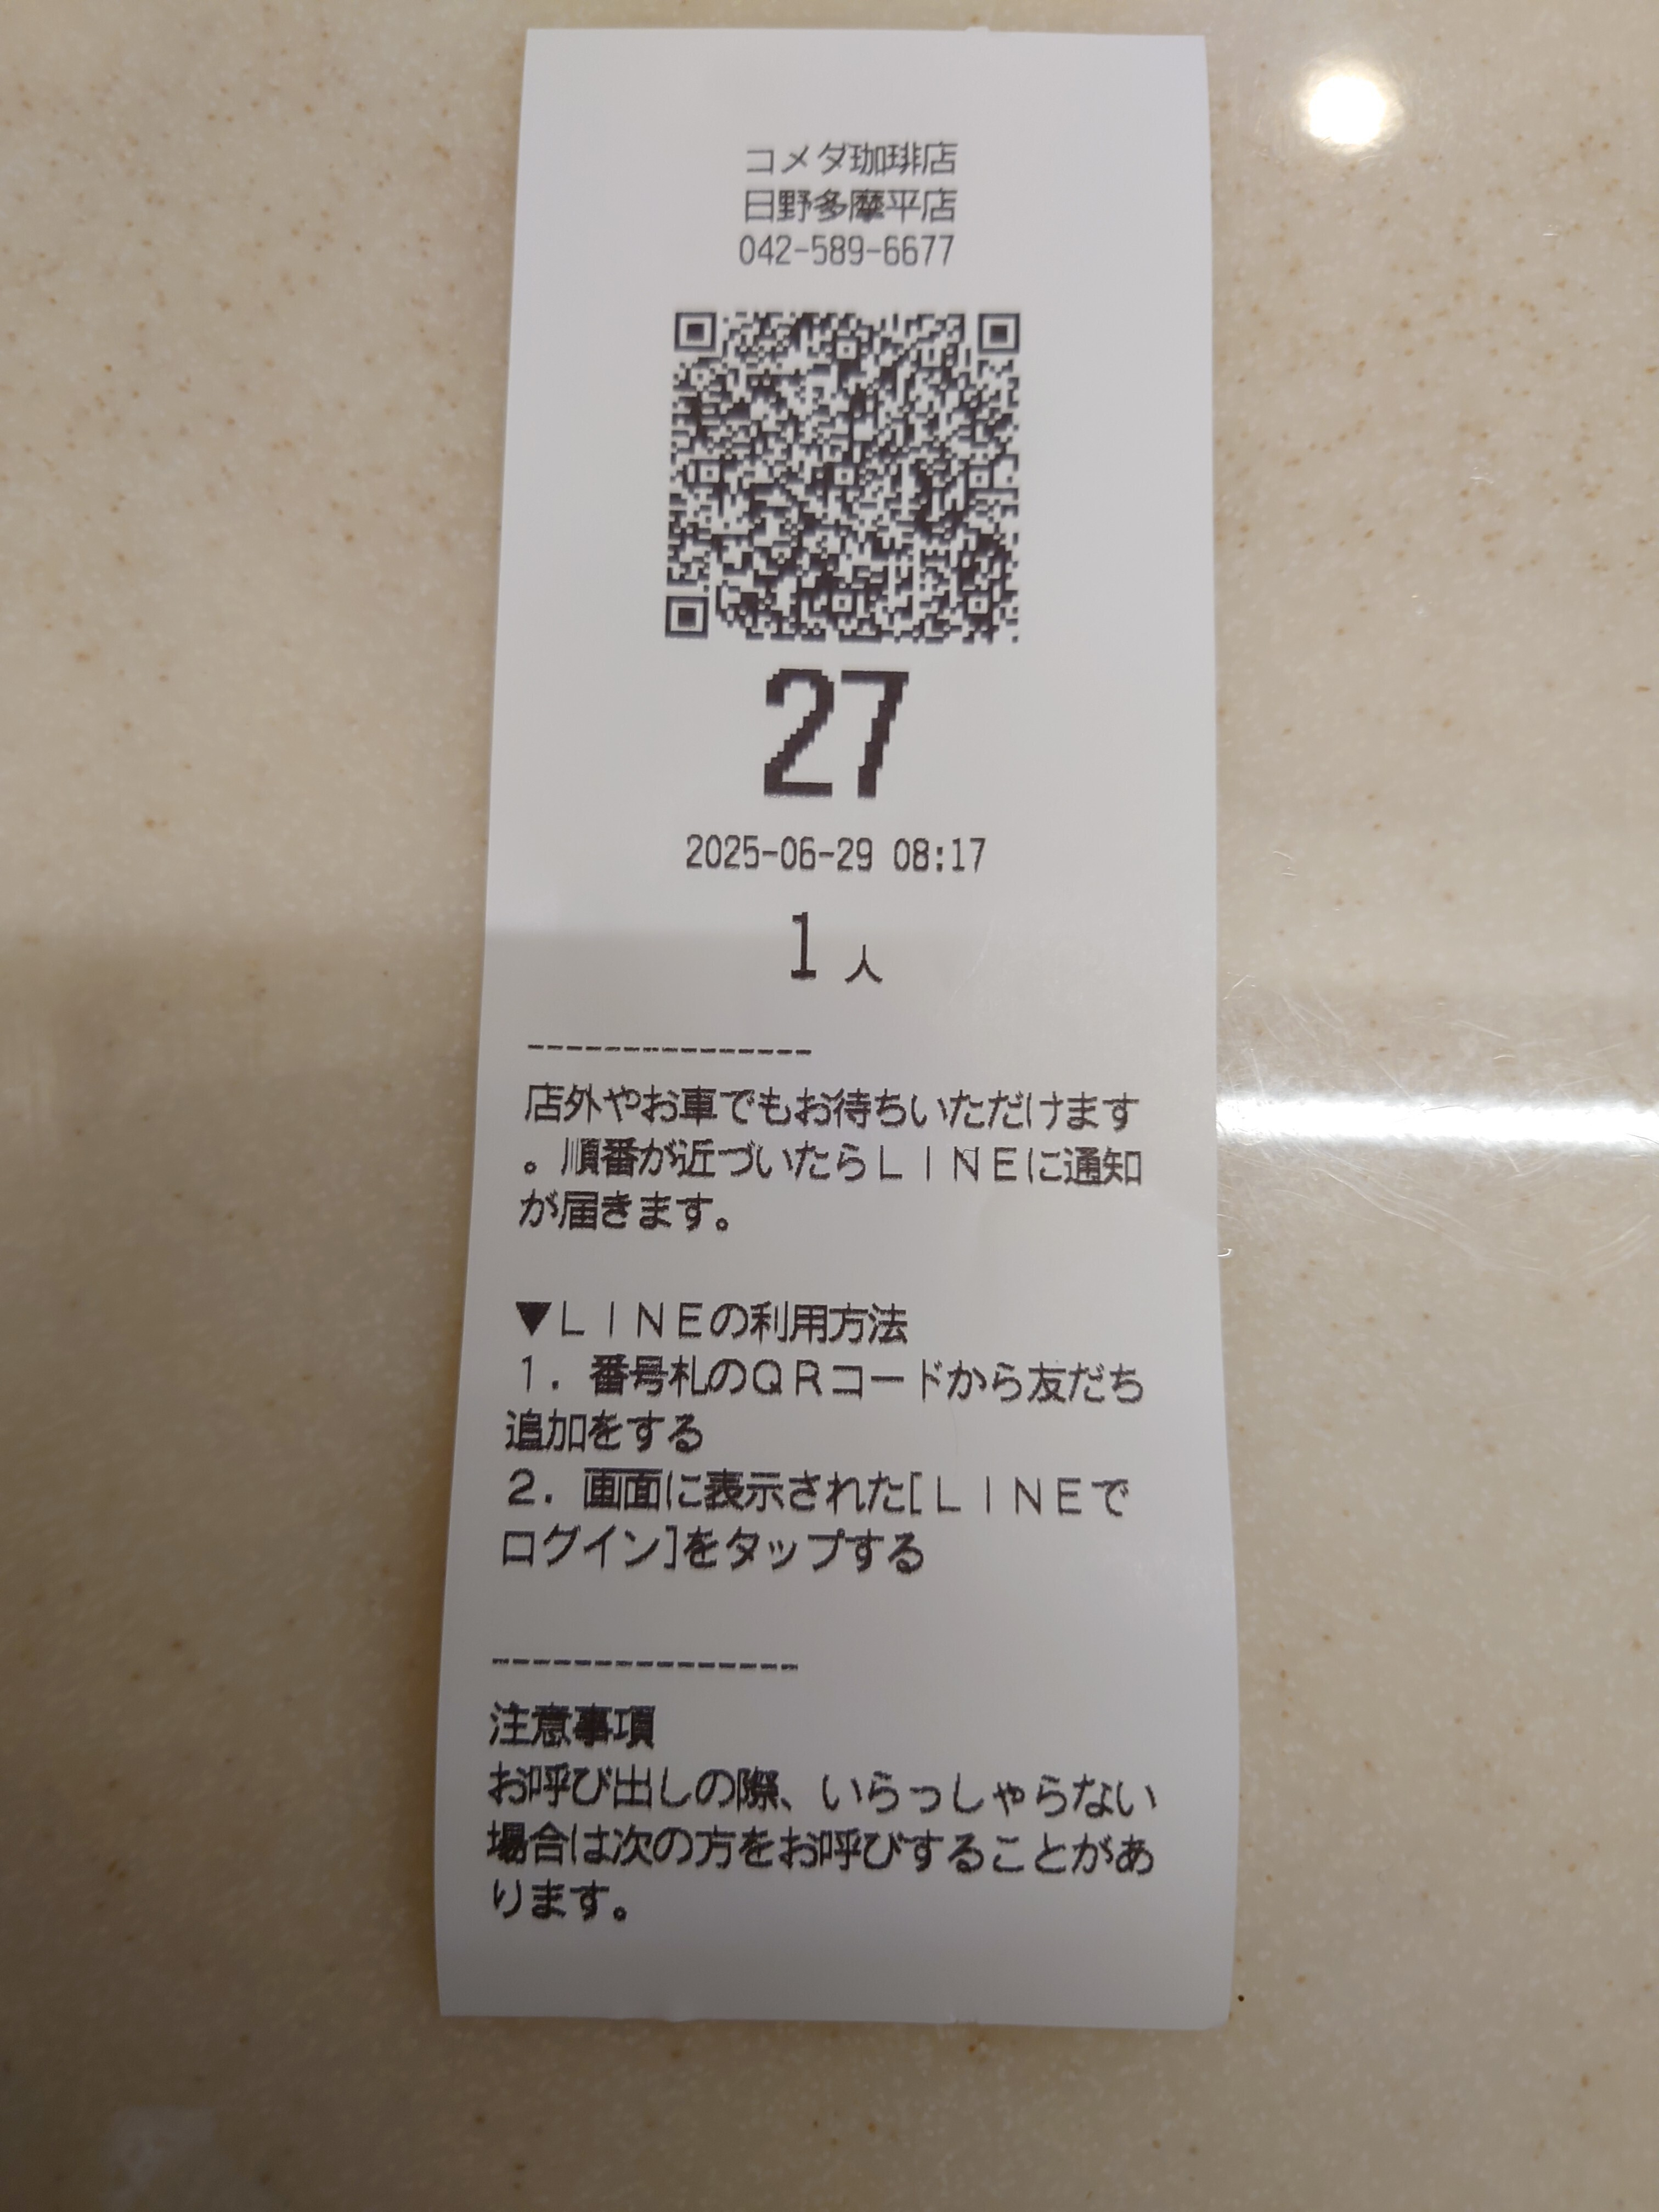 コメダ珈琲店
日野多摩平店
042-589-6677
27
2025-06-29 08:17
1 人
---------------
店外やお車でもお待ちいただけます
。順番が近づいたらＬＩＮＥに通知
が届きます。
▼ＬＩＮＥの利用方法
１．番号札のＱＲコードから友だち
追加をする
２．画面に表示された[ＬＩＮＥで
ログイン]をタップする
---------------
注意事項
お呼び出しの際、いらっしゃらない
場合は次の方をお呼びすることがあ
ります。